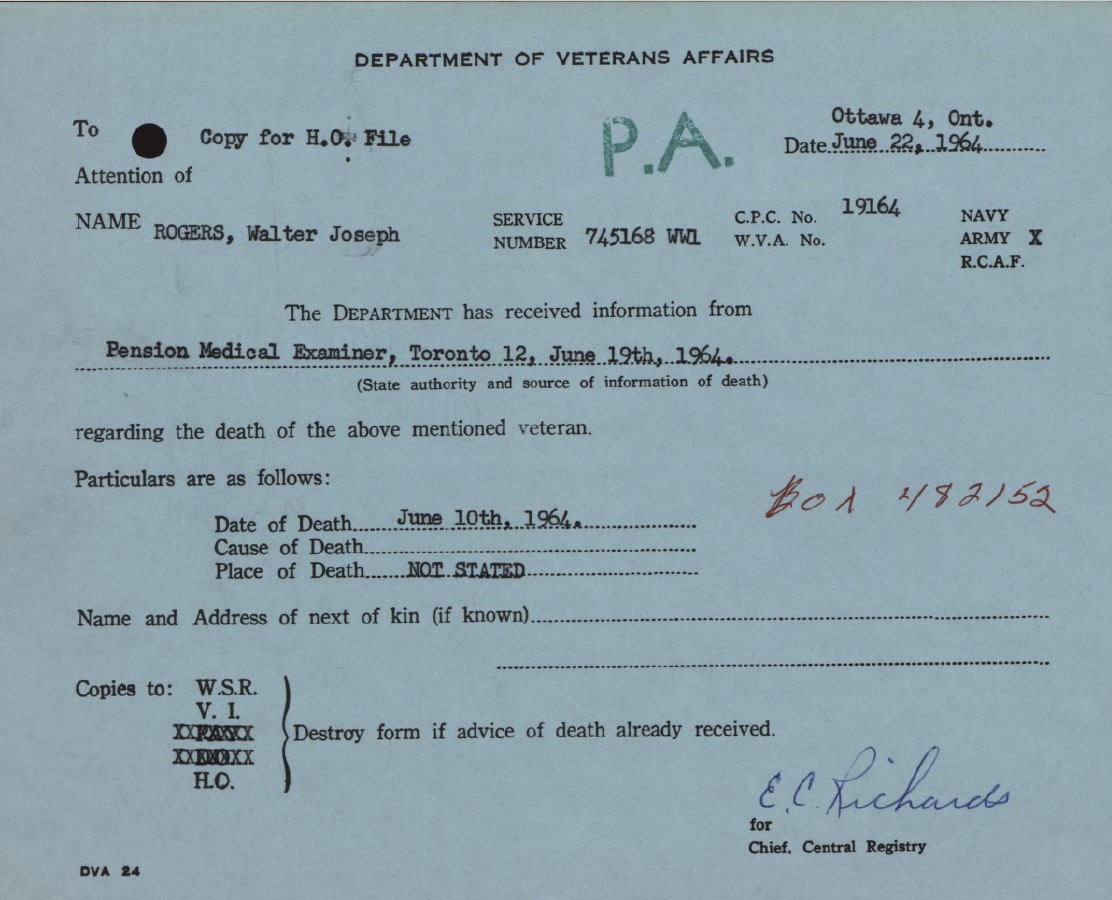 DEPARTMENT OF VETERANS AFFAIRS
Ottawa 4, Ont.
To Copy for H.O. File P.A. Date June 22, 1964
Attention of
NAME ROGERS, Walter Joseph SERVICE NUMBER 745168 WW1 C.P.C. No. 19164 NAVY
W.V.A. No. ARMY X
R.C.A.F.
The DEPARTMENT has received information from
Pension Medical Examiner, Toronto 12, June 19th, 1964.
(State authority and source of information of death)
regarding the death of the above mentioned veteran.
Particulars are as follows:
Box 482152
Date of Death June 10th, 1964.
Cause of Death
Place of Death NOT STATED
Name and Address of next of kin (if known)
Copies to: W.S.R.
V. I.
Destroy form if advice of death already received.
H.O.
E.C. Richards
for
Chief, Central Registry
DVA 24